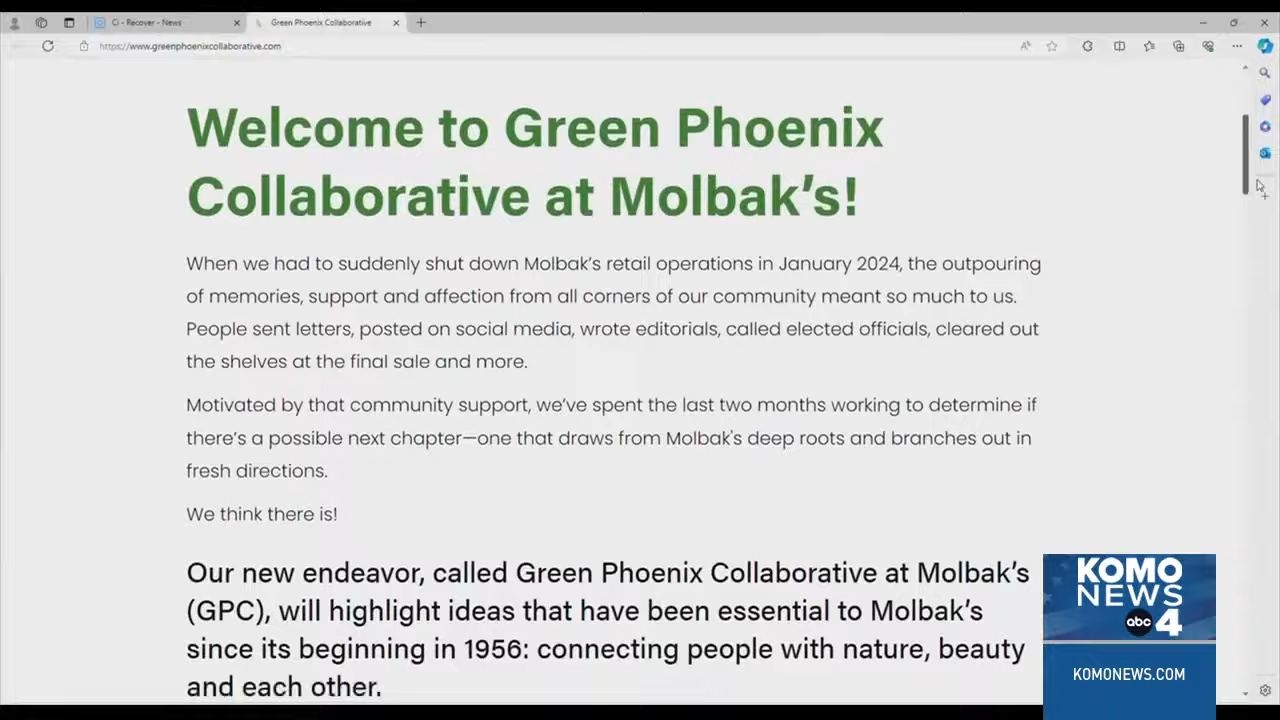 Ci - Recover - News
Green Phoenix Collaborative
https://www.greenphoenixcollaborative.com
Welcome to Green Phoenix
Collaborative at Molbak’s!
When we had to suddenly shut down Molbak’s retail operations in January 2024, the outpouring
of memories, support and affection from all corners of our community meant so much to us.
People sent letters, posted on social media, wrote editorials, called elected officials, cleared out
the shelves at the final sale and more.
Motivated by that community support, we’ve spent the last two months working to determine if
there’s a possible next chapter—one that draws from Molbak's deep roots and branches out in
fresh directions.
We think there is!
Our new endeavor, called Green Phoenix Collaborative at Molbak’s
(GPC), will highlight ideas that have been essential to Molbak’s
since its beginning in 1956: connecting people with nature, beauty
and each other.
KOMO
NEWS
abc 4
KOMONEWS.COM